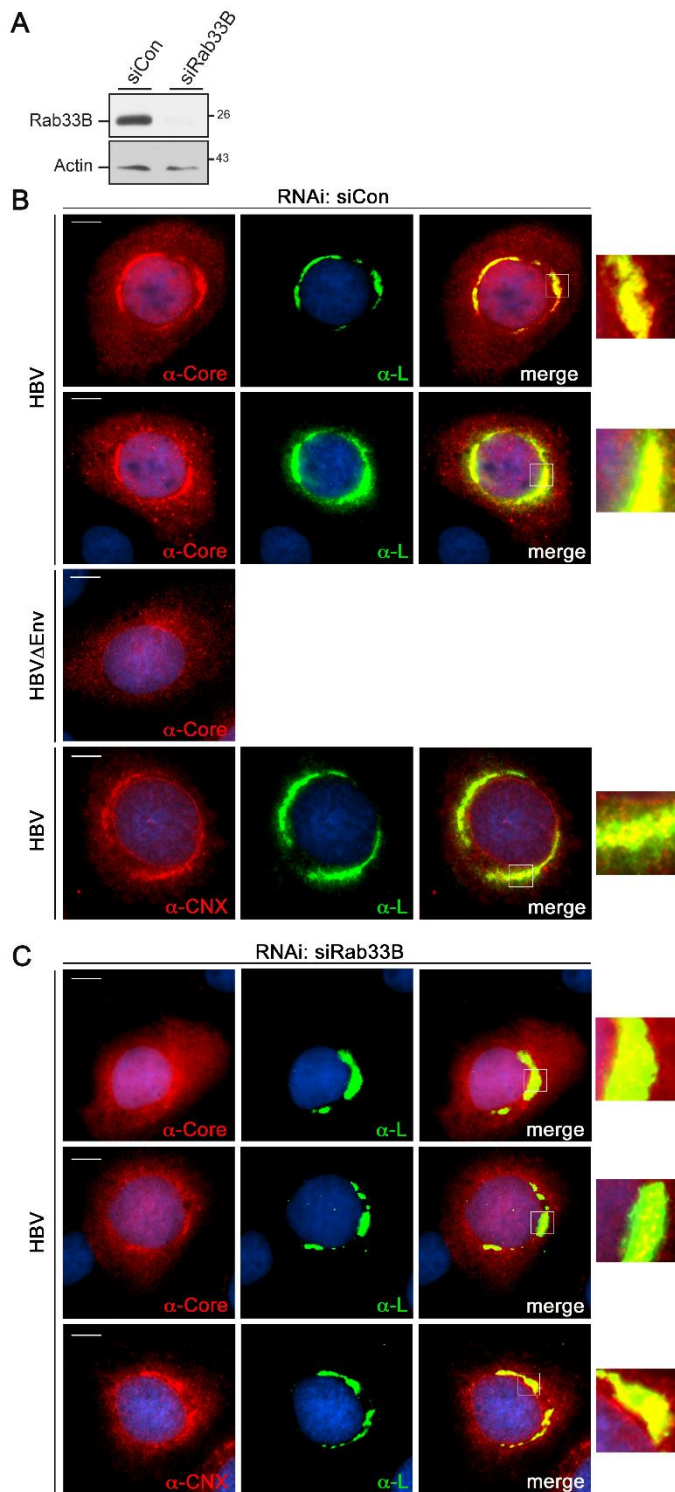 A
siCon siRab33B
Rab33B 26
Actin 43
B
RNAi: siCon
HBV
α-Core α-L merge
α-Core α-L merge
HBVΔEnv
α-Core
HBV
α-CNX α-L merge
C
RNAi: siRab33B
HBV
α-Core α-L merge
α-Core α-L merge
α-CNX α-L merge